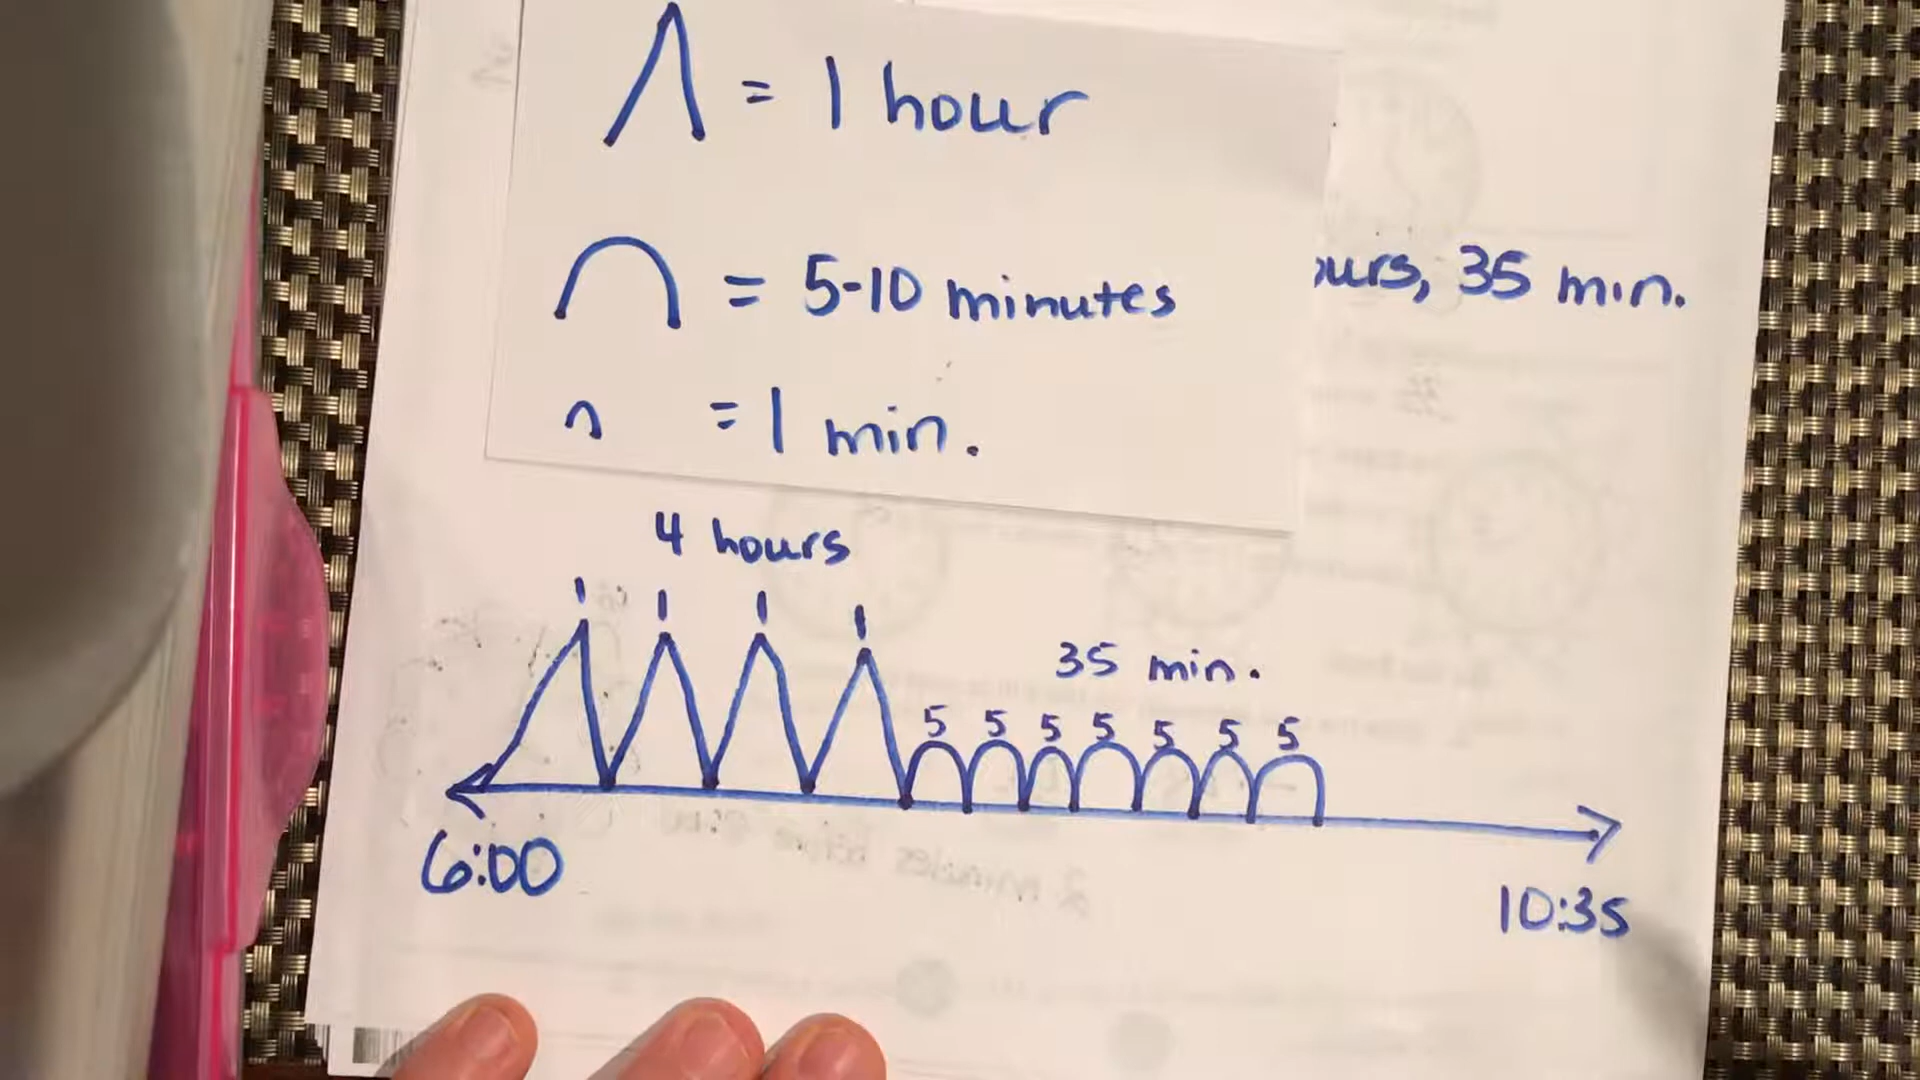 Λ = 1 hour
= 5-10 minutes
ours, 35 min.
= 1 min.
4 hours
1 1 1 1
35 min.
5 5 5 5 5 5 5
6:00
10:35